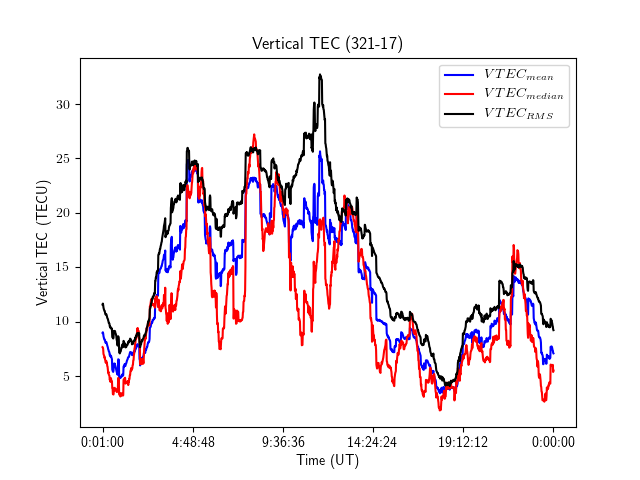 Vertical TEC (321-17)
VTEC_mean
VTEC_median
VTEC_RMS
Vertical TEC (TECU)
30
25
20
15
10
5
0:01:00 4:48:48 9:36:36 14:24:24 19:12:12 0:00:00
Time (UT)